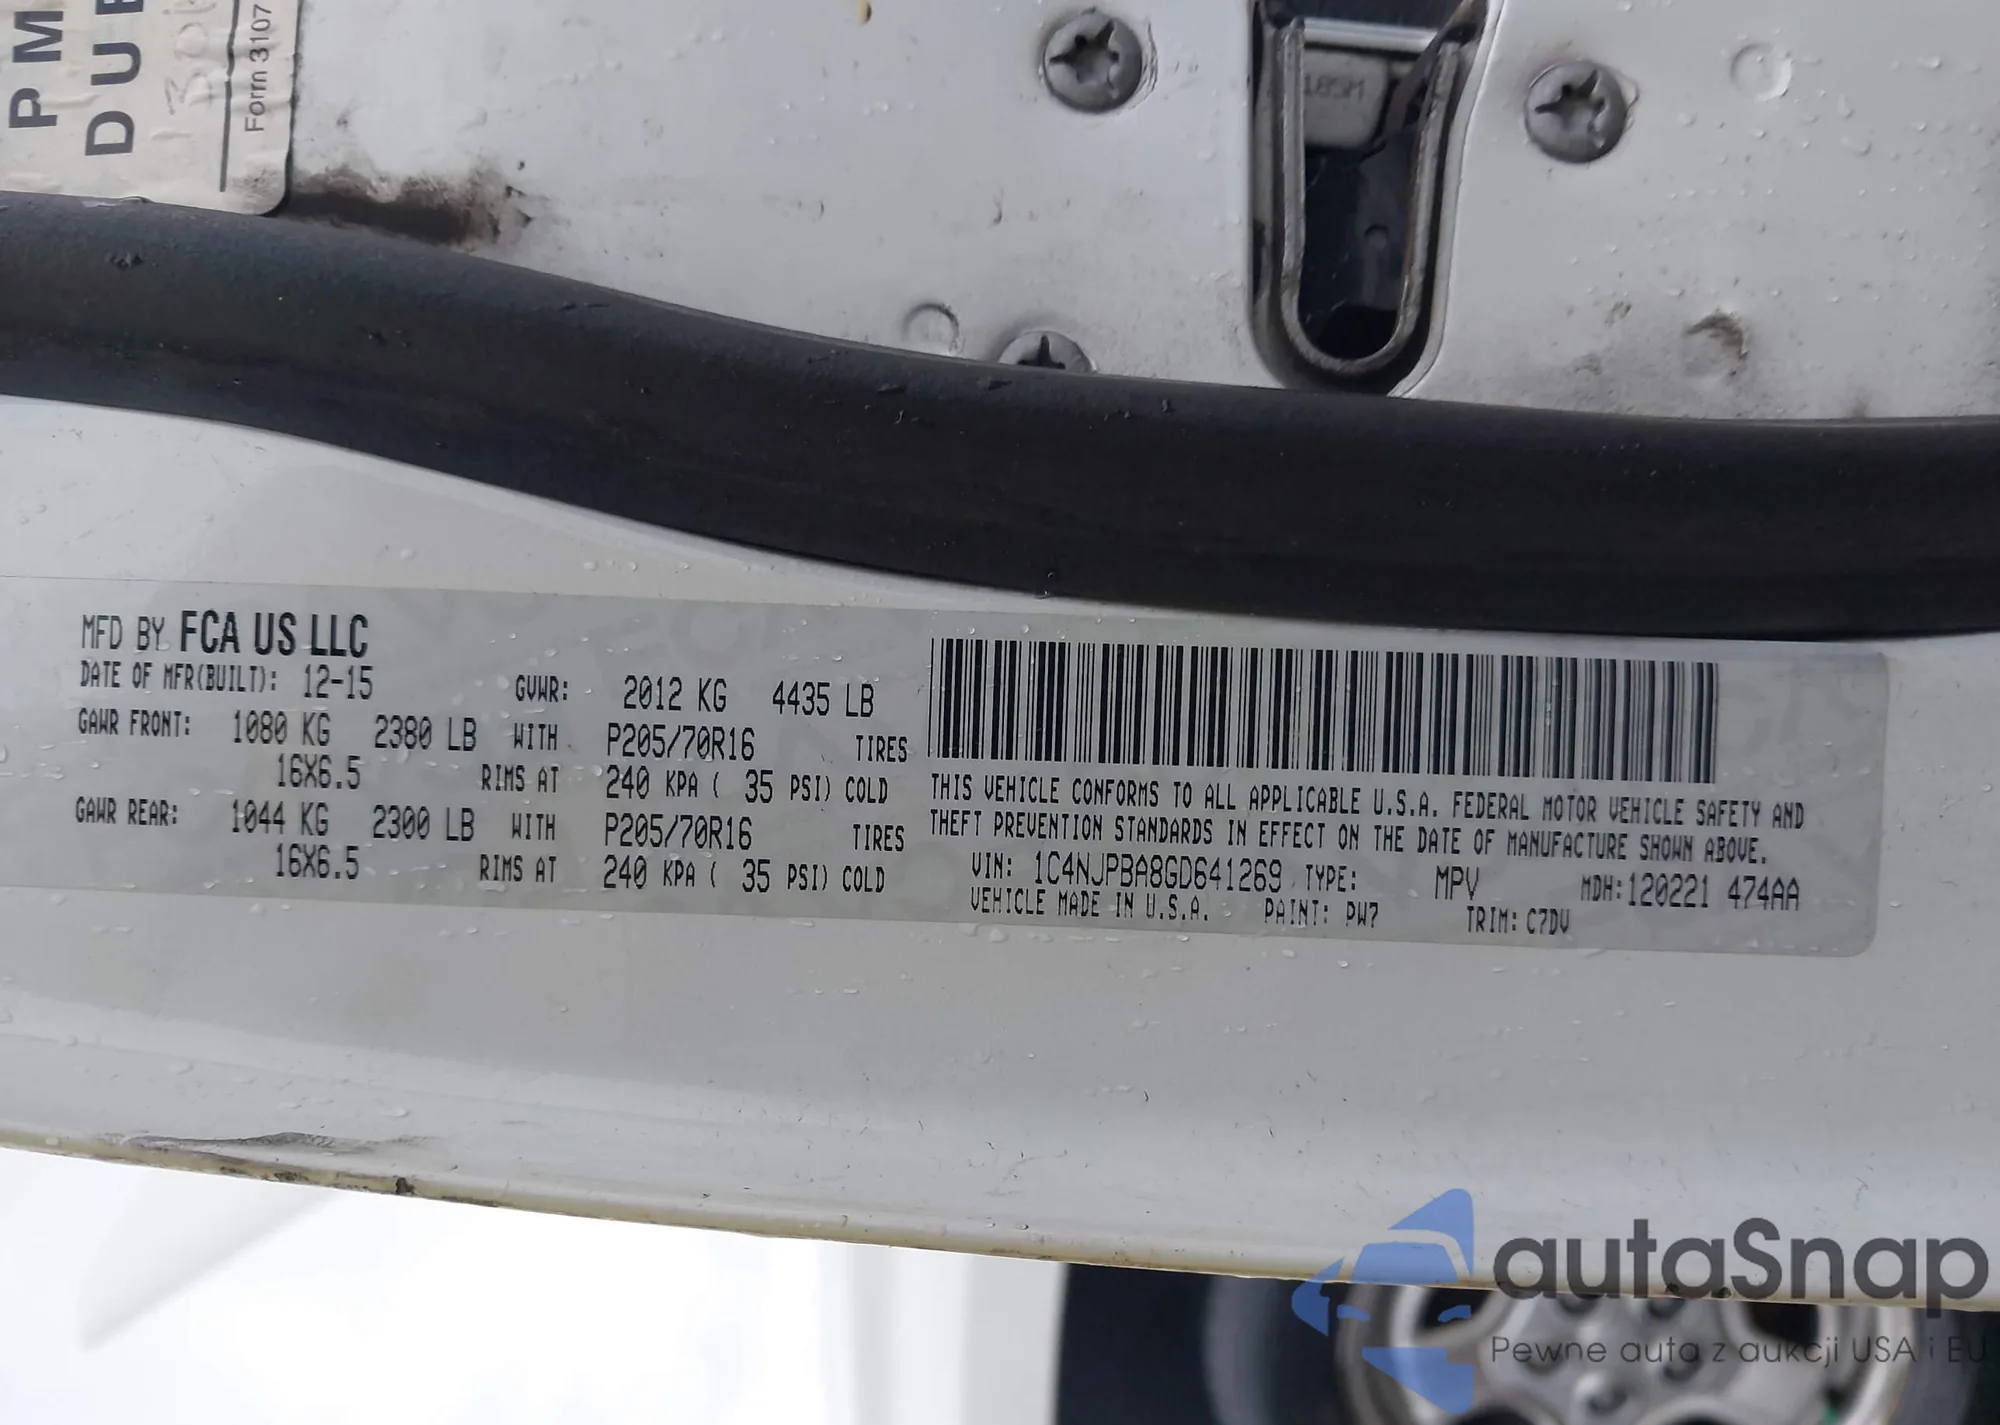 PM
DUE
Form 3107
185M
MFD BY FCA US LLC
DATE OF MFR(BUILT): 12-15 GVWR: 2012 KG 4435 LB
GAWR FRONT: 1080 KG 2380 LB WITH P205/70R16 TIRES
16X6.5 RIMS AT 240 KPA ( 35 PSI) COLD
GAWR REAR: 1044 KG 2300 LB WITH P205/70R16 TIRES
16X6.5 RIMS AT 240 KPA ( 35 PSI) COLD
THIS VEHICLE CONFORMS TO ALL APPLICABLE U.S.A. FEDERAL MOTOR VEHICLE SAFETY AND
THEFT PREVENTION STANDARDS IN EFFECT ON THE DATE OF MANUFACTURE SHOWN ABOVE.
VIN: 1C4NJPBA8GD641269 TYPE: MPV MDH:120221 474AA
VEHICLE MADE IN U.S.A. PAINT: PW7 TRIM: C7DV
autaSnap
Pewne auta z aukcji USA i EU